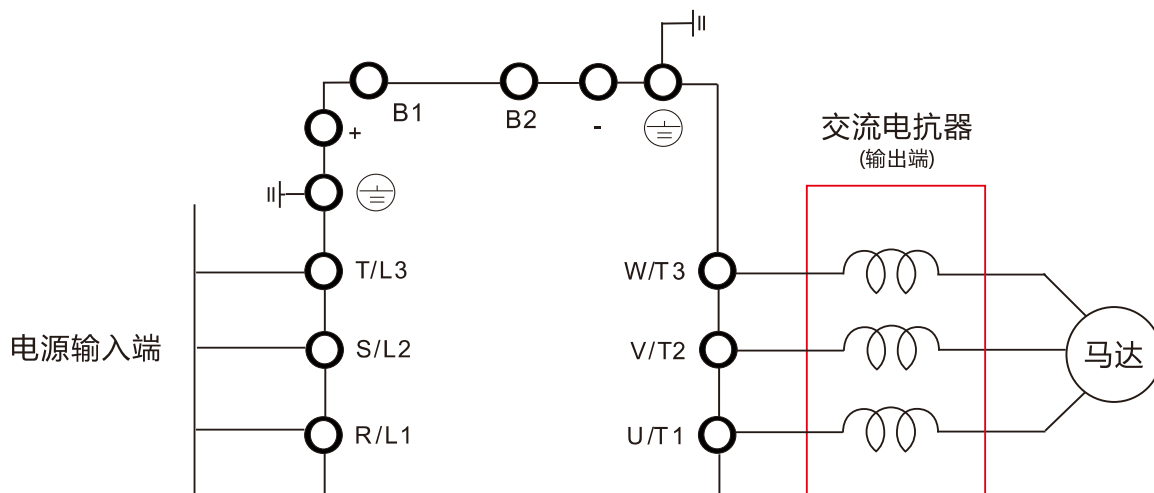 B1
B2
+
-
交流电抗器
(输出端)
T/L3
W/T3
电源输入端
S/L2
V/T2
马达
R/L1
U/T1